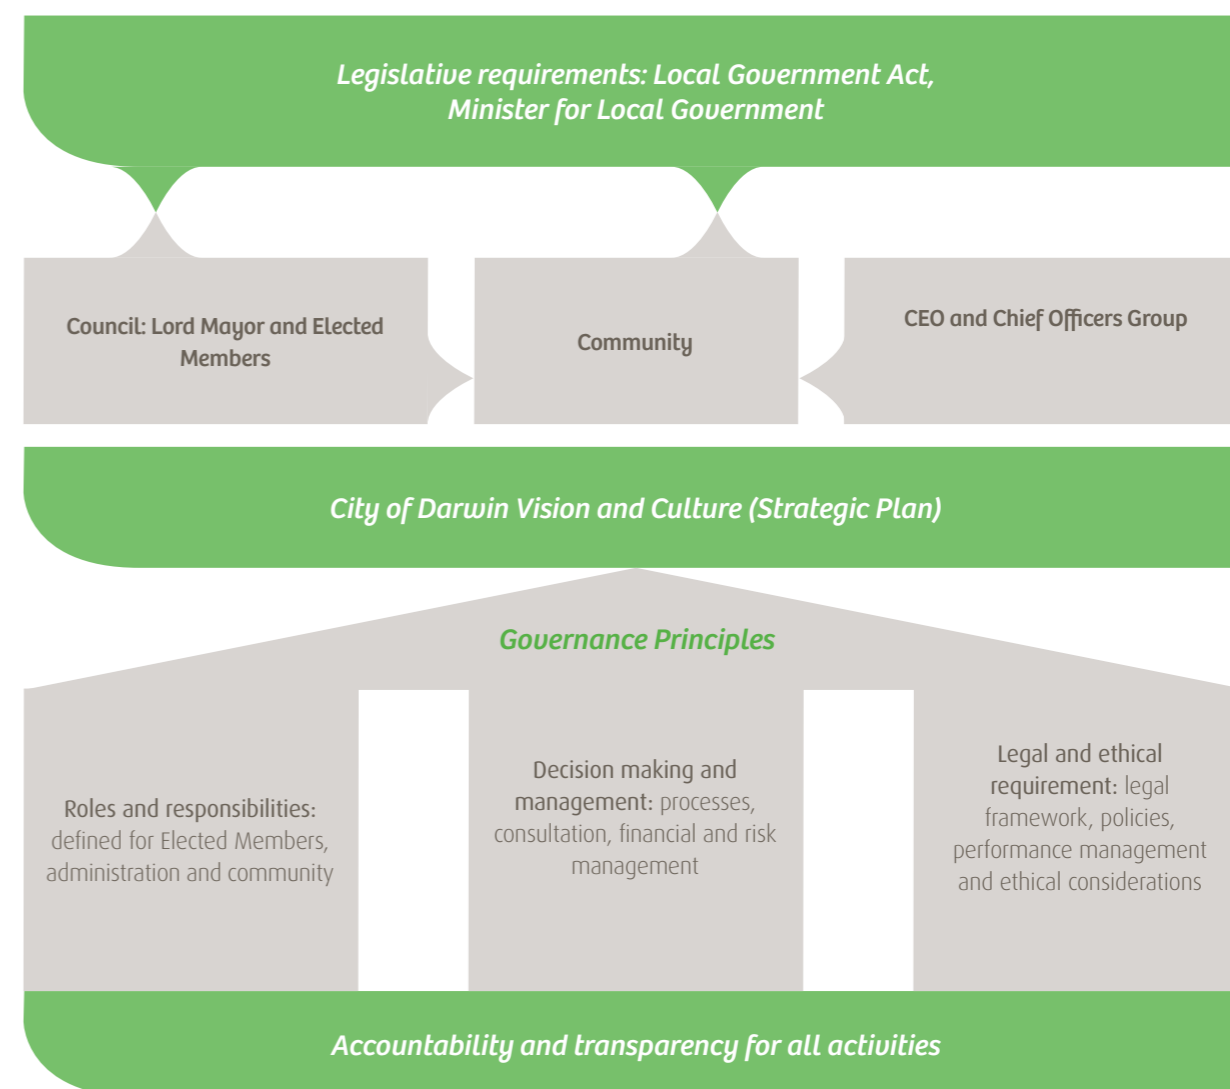 Legislative requirements: Local Government Act,
Minister for Local Government
Council: Lord Mayor and Elected
Members
Community
CEO and Chief Officers Group
City of Darwin Vision and Culture (Strategic Plan)
Governance Principles
Roles and responsibilities:
defined for Elected Members,
administration and community
Decision making and
management: processes,
consultation, financial and risk
management
Legal and ethical
requirement: legal
framework, policies,
performance management
and ethical considerations
Accountability and transparency for all activities